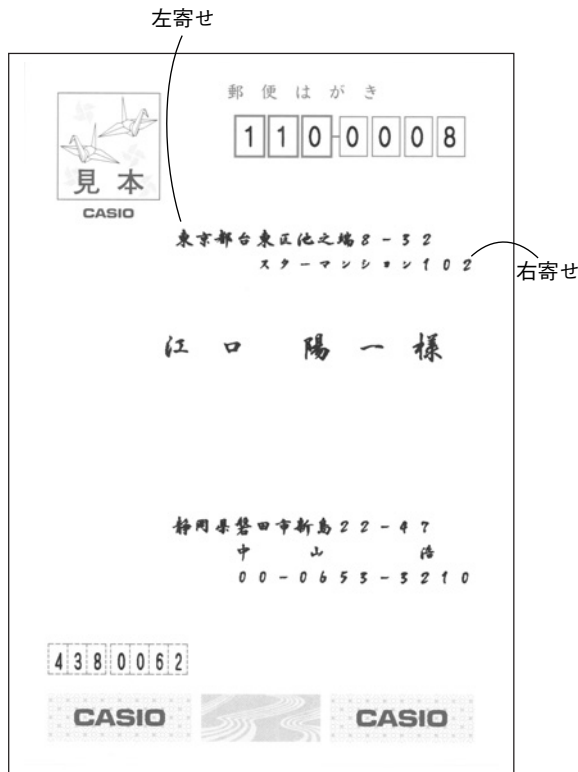 左寄せ
郵便はがき
110-0008
見本
CASIO
東京都台東区池之端8-32
スターマンション102
右寄せ
江口 陽一様
静岡県磐田市新島22-47
中山 浩
00-0653-3210
4380062
CASIO
CASIO